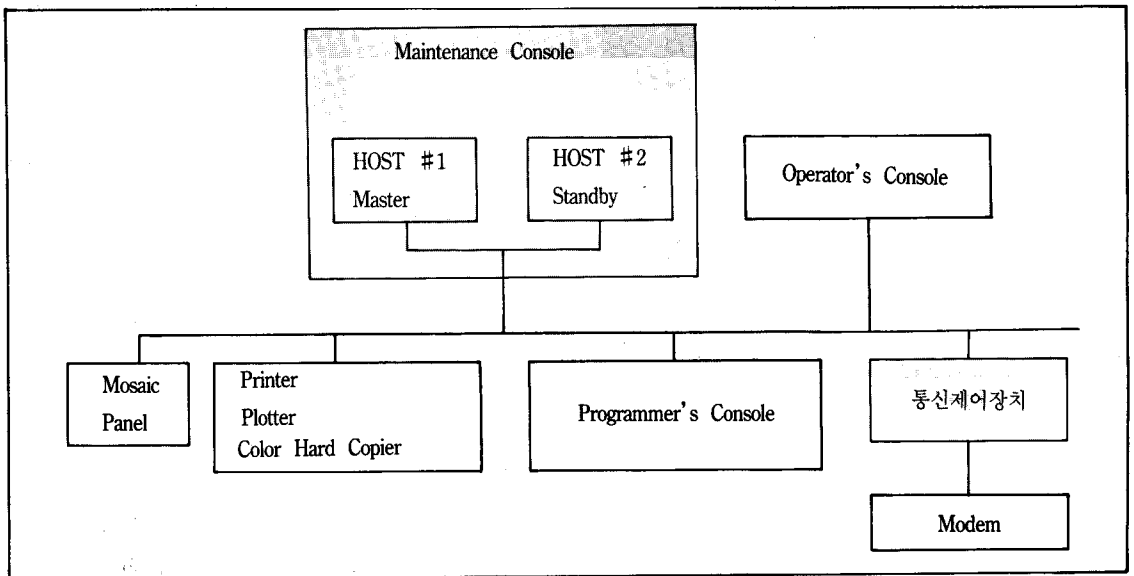 Maintenance Console
HOST #1
Master
HOST #2
Standby
Operator's Console
Mosaic
Panel
Printer
Plotter
Color Hard Copier
Programmer's Console
통신제어장치
Modem